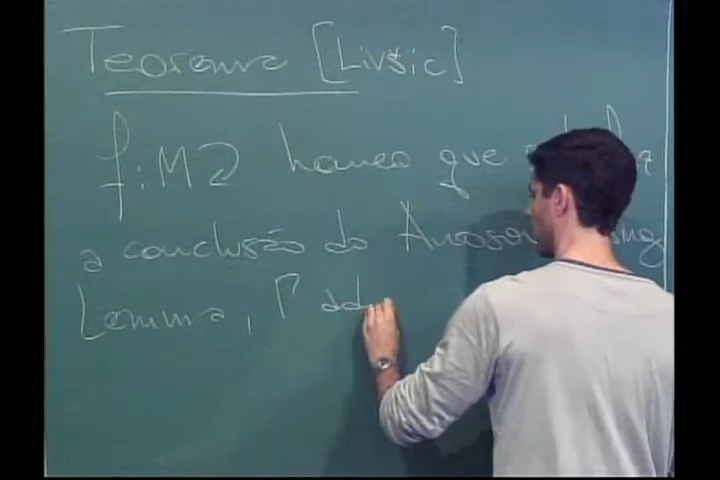 Teorema [Livšic]
f: M↺ homeo que
a conclusão do Anosov
Lemma, Γ